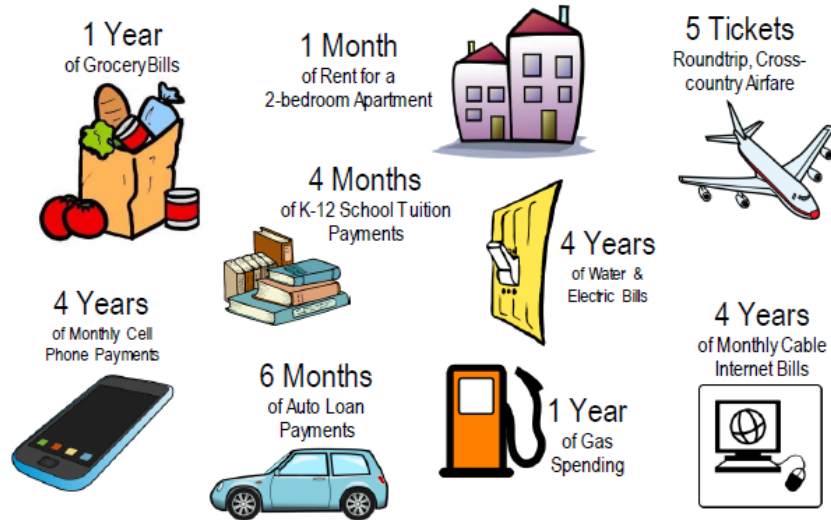 1 Year
of Grocery Bills
1 Month
of Rent for a
2-bedroom Apartment
5 Tickets
Roundtrip, Cross-
country Airfare
4 Months
of K-12 School Tuition
Payments
4 Years
of Water &
Electric Bills
4 Years
of Monthly Cell
Phone Payments
6 Months
of Auto Loan
Payments
1 Year
of Gas
Spending
4 Years
of Monthly Cable
Internet Bills